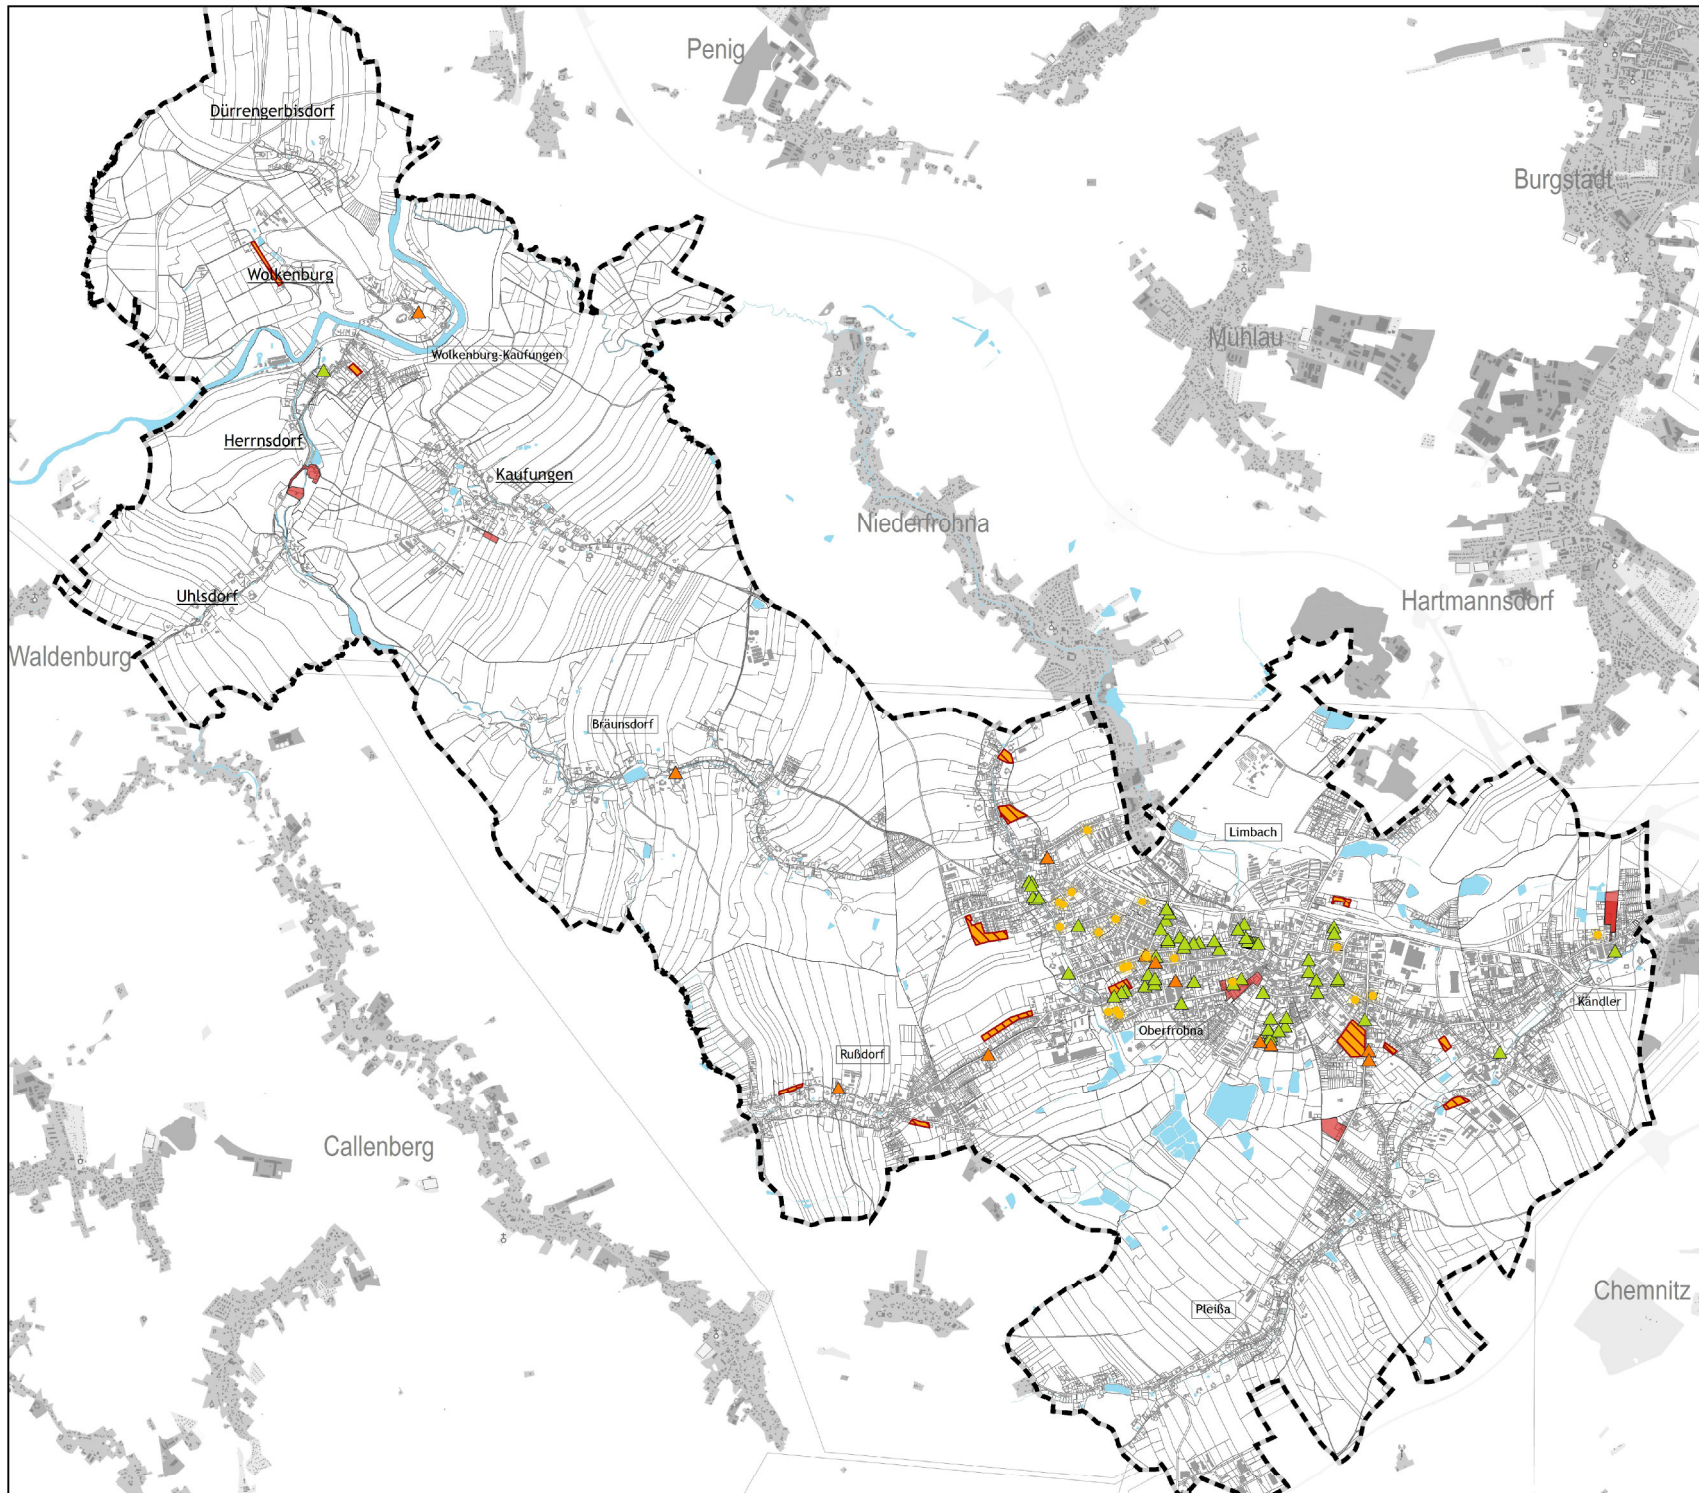 Penig
Dürrengerbisdorf
Burgstadt
Wolkenburg
Mühlau
Wolkenburg-Kaufungen
Herrnsdorf
Kaufungen
Niederfrohna
Uhlsdorf
Hartmannsdorf
Waldenburg
Bräunsdorf
Limbach
Kändler
Oberfrohna
Rußdorf
Callenberg
Chemnitz
Pleißa